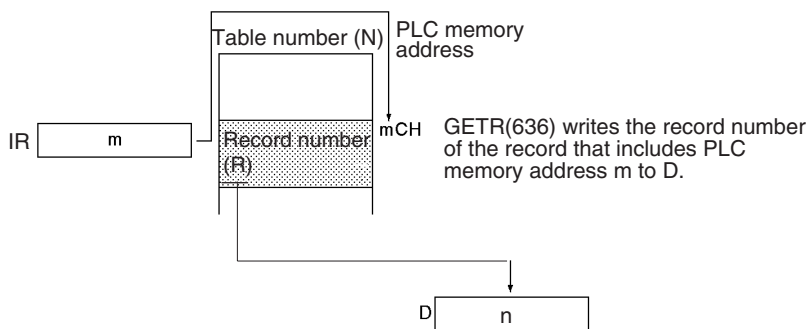 Table number (N)
PLC memory
address
IR
m
Record number
(R)
mCH
GETR(636) writes the record number
of the record that includes PLC
memory address m to D.
D
n